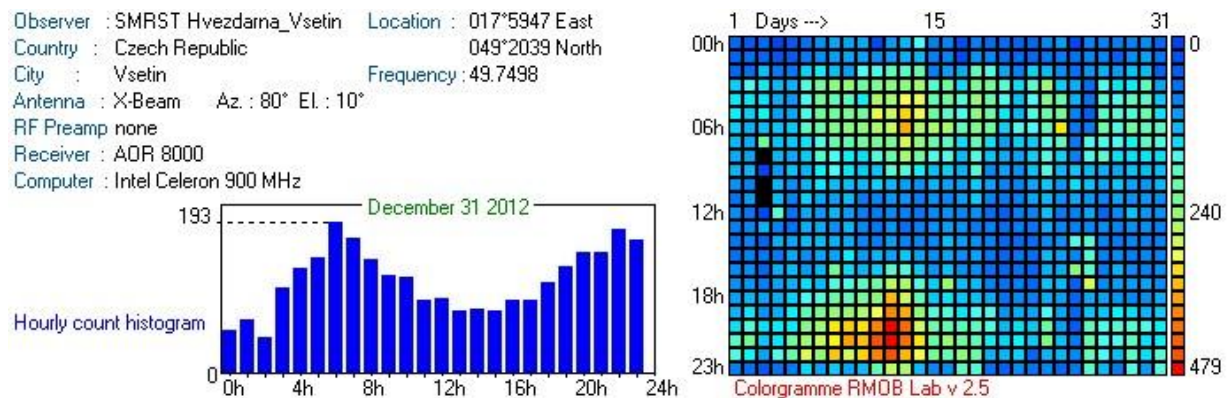 Observer : SMRST Hvezdarna_Vsetin Location : 017°5947 East
Country : Czech Republic 049°2039 North
City : Vsetin Frequency : 49.7498
Antenna : X-Beam Az. : 80° El. : 10°
RF Preamp none
Receiver : AOR 8000
Computer : Intel Celeron 900 MHz
December 31 2012
193
Hourly count histogram
0
0h 4h 8h 12h 16h 20h 24h
1 Days ---> 15 31
00h 0
06h
12h 240
18h
23h 479
Colorgramme RMOB Lab v 2.5